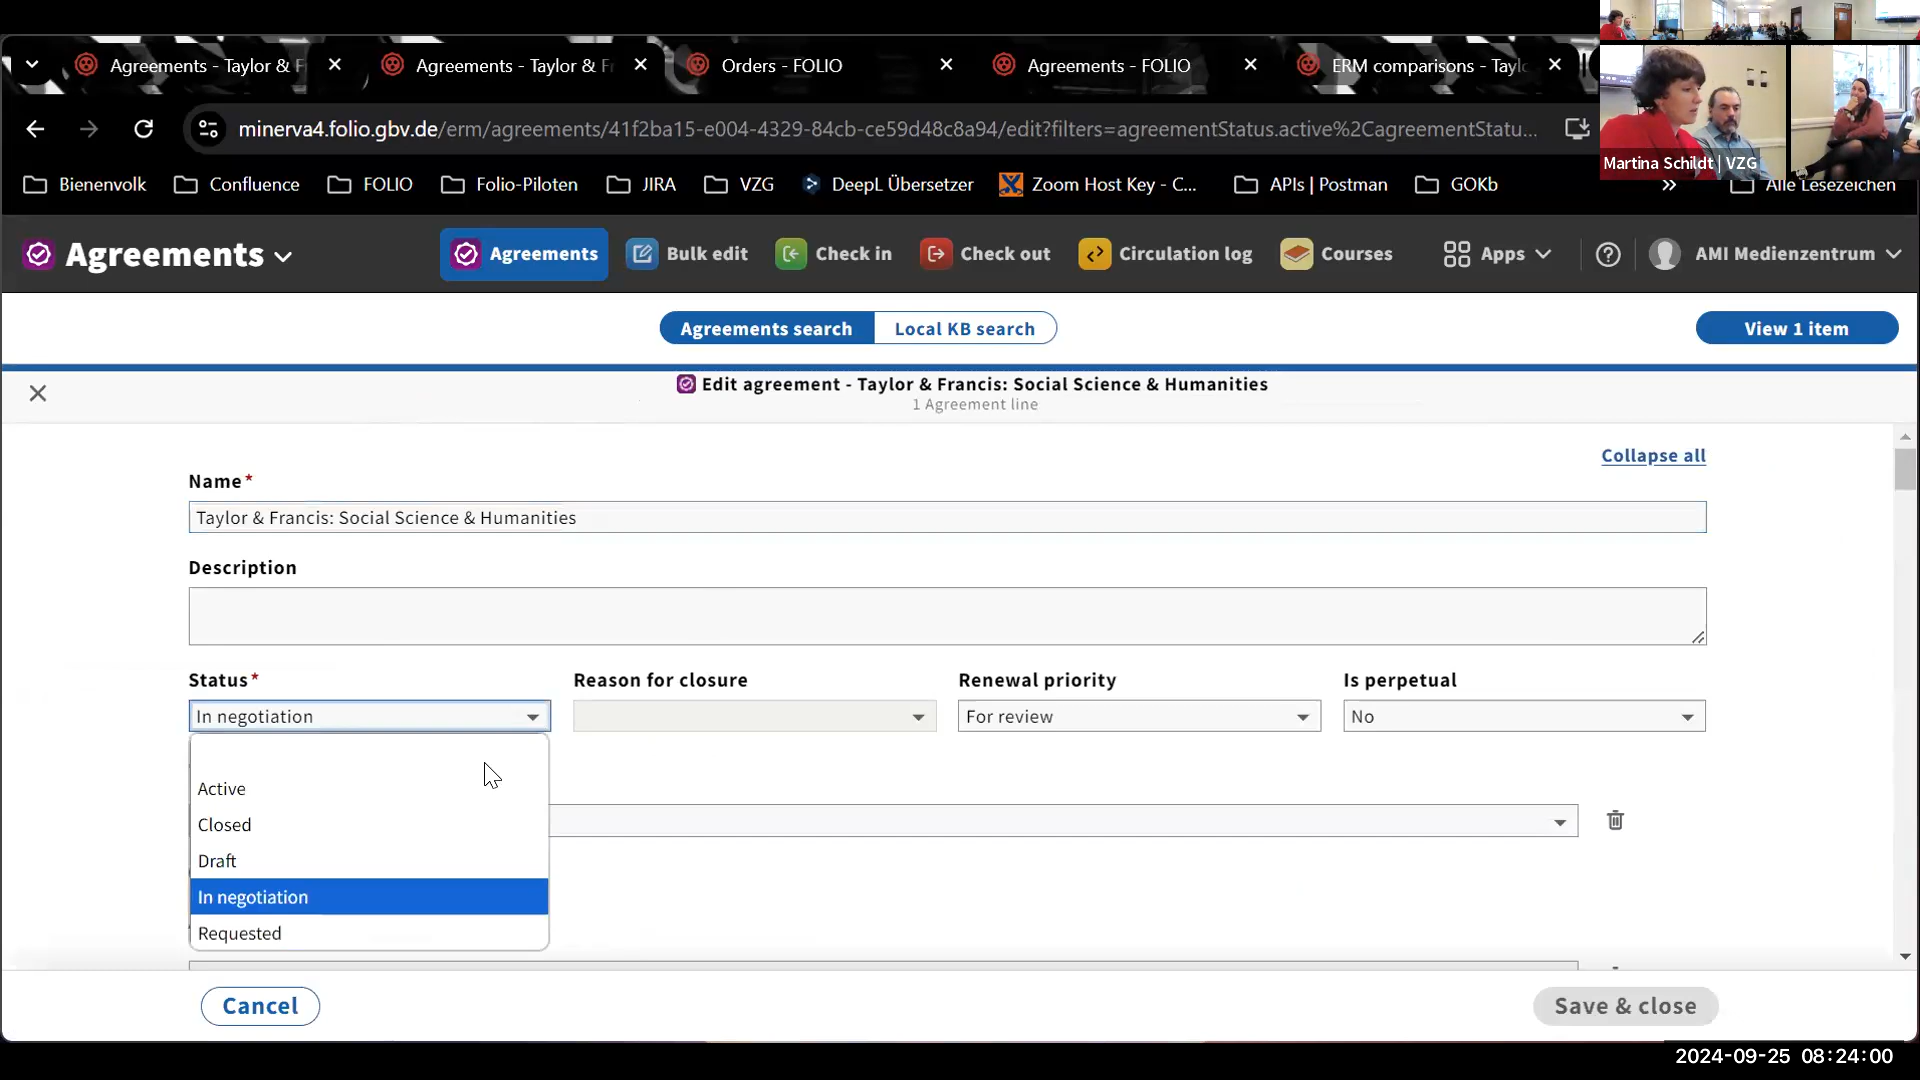 Agreements - Taylor & F
Agreements - Taylor & Fr
Orders - FOLIO
Agreements - FOLIO
ERM comparisons - Taylo
minerva4.folio.gbv.de/erm/agreements/41f2ba15-e004-4329-84cb-ce59d48c8a94/edit?filters=agreementStatus.active%2CagreementStatu...
Martina Schildt | VZG
Bienenvolk
Confluence
FOLIO
Folio-Piloten
JIRA
VZG
DeepL Übersetzer
Zoom Host Key - C...
APIs | Postman
GOKb
»
Alle Lesezeichen
Agreements
Agreements
Bulk edit
Check in
Check out
Circulation log
Courses
Apps
AMI Medienzentrum
Agreements search
Local KB search
View 1 item
Edit agreement - Taylor & Francis: Social Science & Humanities
1 Agreement line
Collapse all
Name*
Taylor & Francis: Social Science & Humanities
Description
Status*
Reason for closure
Renewal priority
Is perpetual
In negotiation
For review
No
Active
Closed
Draft
In negotiation
Requested
Cancel
Save & close
2024-09-25 08:24:00